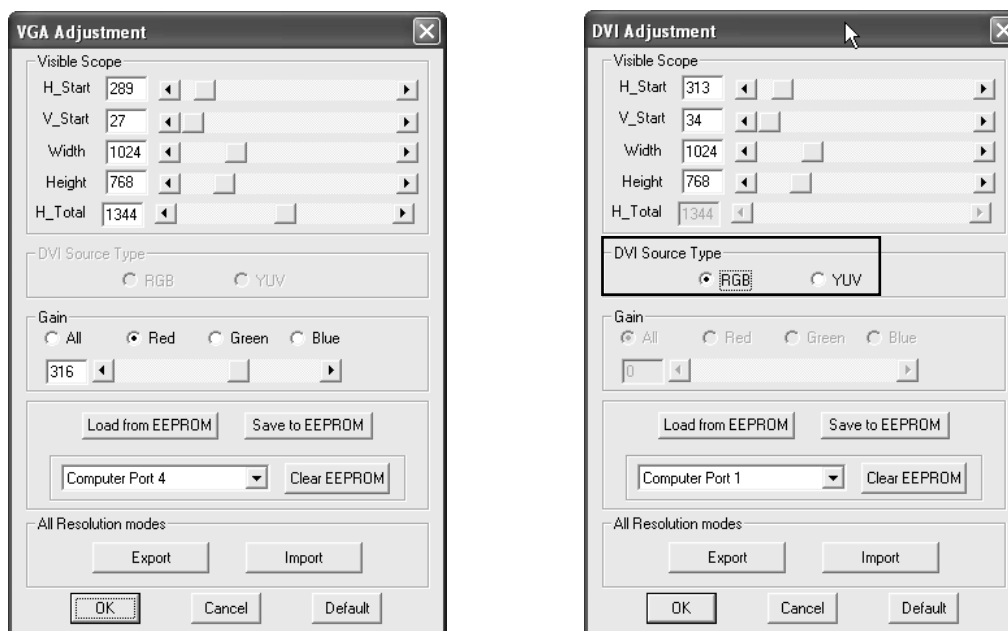 VGA Adjustment
Visible Scope
H_Start 289
V_Start 27
Width 1024
Height 768
H_Total 1344
DVI Source Type
RGB YUV
Gain
All Red Green Blue
316
Load from EEPROM Save to EEPROM
Computer Port 4 Clear EEPROM
All Resolution modes
Export Import
OK Cancel Default
DVI Adjustment
Visible Scope
H_Start 313
V_Start 34
Width 1024
Height 768
H_Total 1344
DVI Source Type
RGB YUV
Gain
All Red Green Blue
0
Load from EEPROM Save to EEPROM
Computer Port 1 Clear EEPROM
All Resolution modes
Export Import
OK Cancel Default